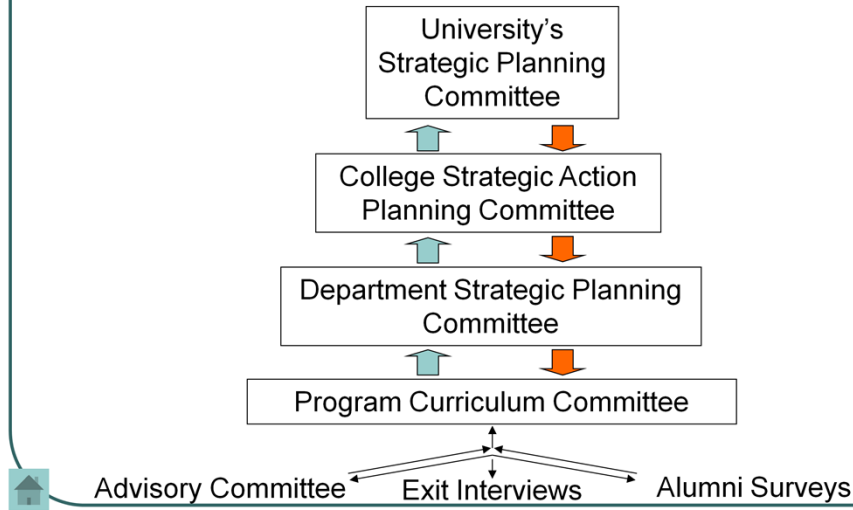 University's
Strategic Planning
Committee
College Strategic Action
Planning Committee
Department Strategic Planning
Committee
Program Curriculum Committee
Advisory Committee Exit Interviews Alumni Surveys